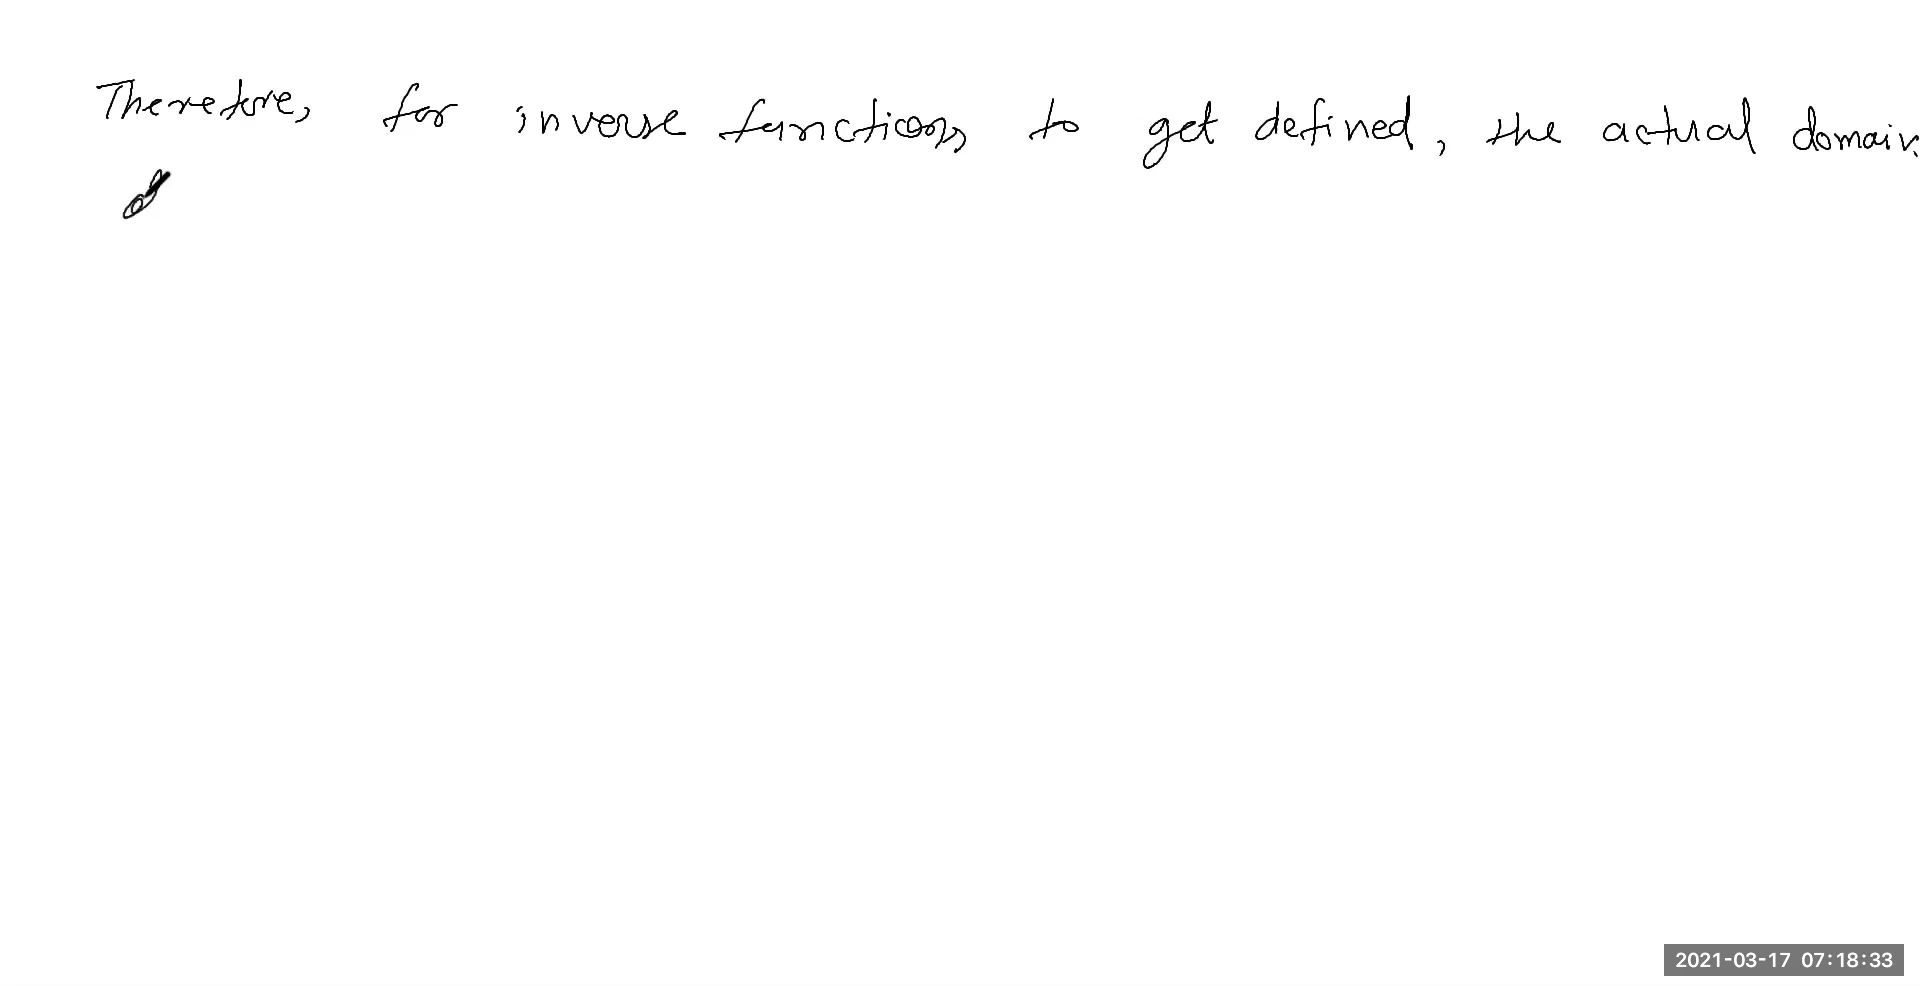 Therefore, for inverse functions to get defined, the actual domain
2021-03-17 07:18:33